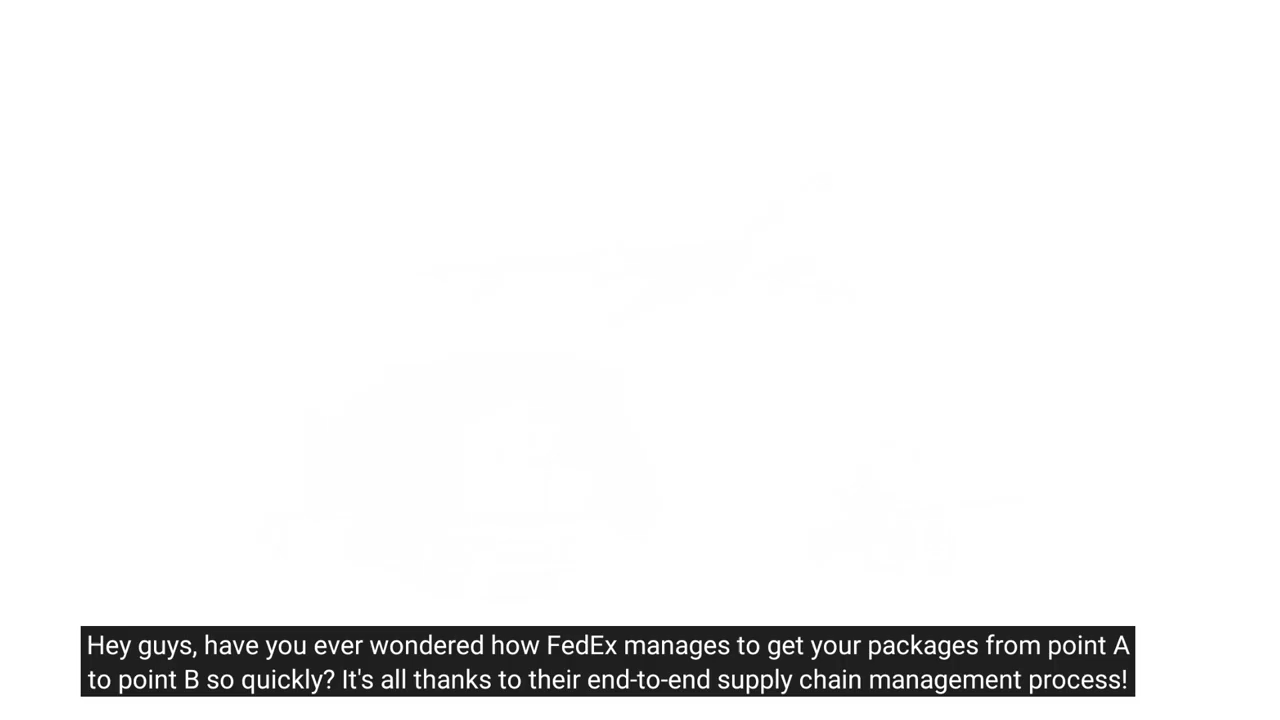 Hey guys, have you ever wondered how FedEx manages to get your packages from point A
to point B so quickly? It's all thanks to their end-to-end supply chain management process!